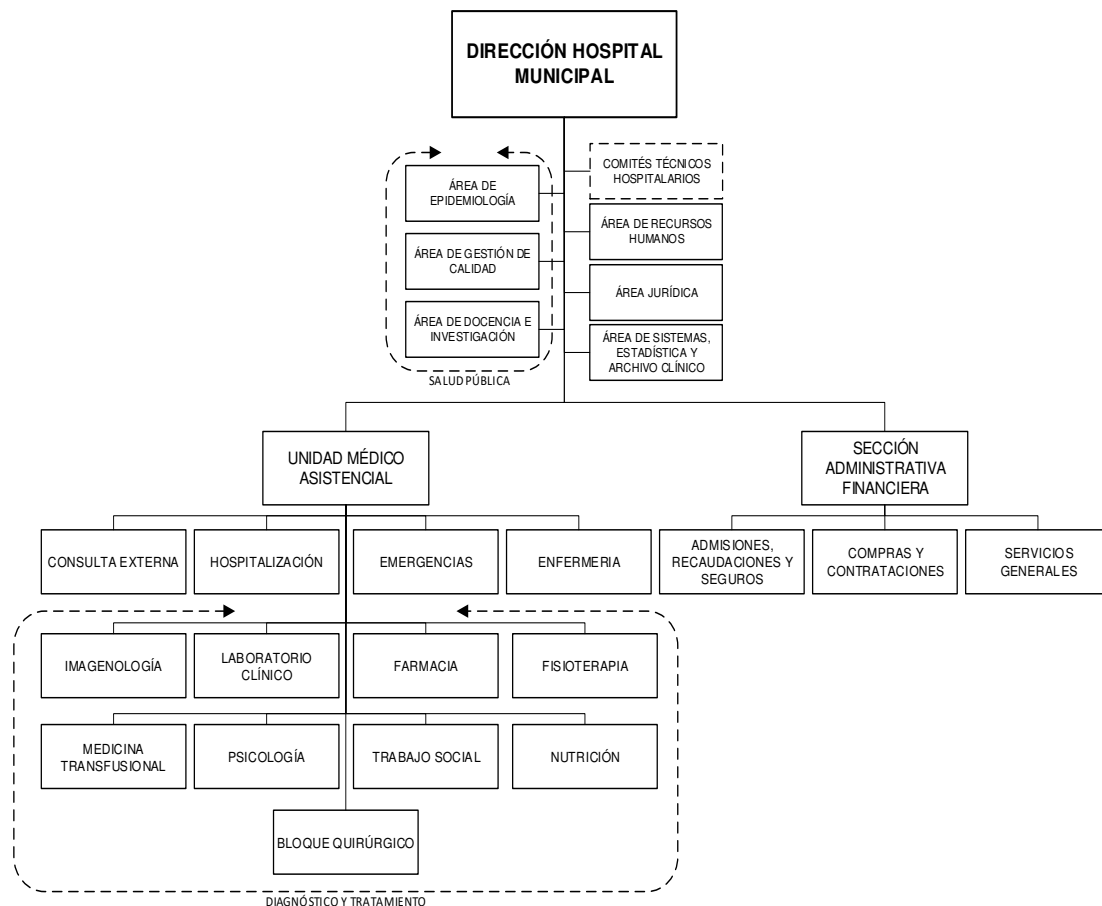 DIRECCIÓN HOSPITAL
MUNICIPAL
COMITÉS TÉCNICOS
HOSPITALARIOS
ÁREA DE
EPIDEMIOLOGÍA
ÁREA DE RECURSOS
HUMANOS
ÁREA DE GESTIÓN DE
CALIDAD
ÁREA JURÍDICA
ÁREA DE DOCENCIA E
INVESTIGACIÓN
ÁREA DE SISTEMAS,
ESTADÍSTICA Y
ARCHIVO CLÍNICO
SALUD PÚBLICA
UNIDAD MÉDICO
ASISTENCIAL
SECCIÓN
ADMINISTRATIVA
FINANCIERA
CONSULTA EXTERNA
HOSPITALIZACIÓN
EMERGENCIAS
ENFERMERIA
ADMISIONES,
RECAUDACIONES Y
SEGUROS
COMPRAS Y
CONTRATACIONES
SERVICIOS
GENERALES
IMAGENOLOGÍA
LABORATORIO
CLÍNICO
FARMACIA
FISIOTERAPIA
MEDICINA
TRANSFUSIONAL
PSICOLOGÍA
TRABAJO SOCIAL
NUTRICIÓN
BLOQUE QUIRÚRGICO
DIAGNÓSTICO Y TRATAMIENTO